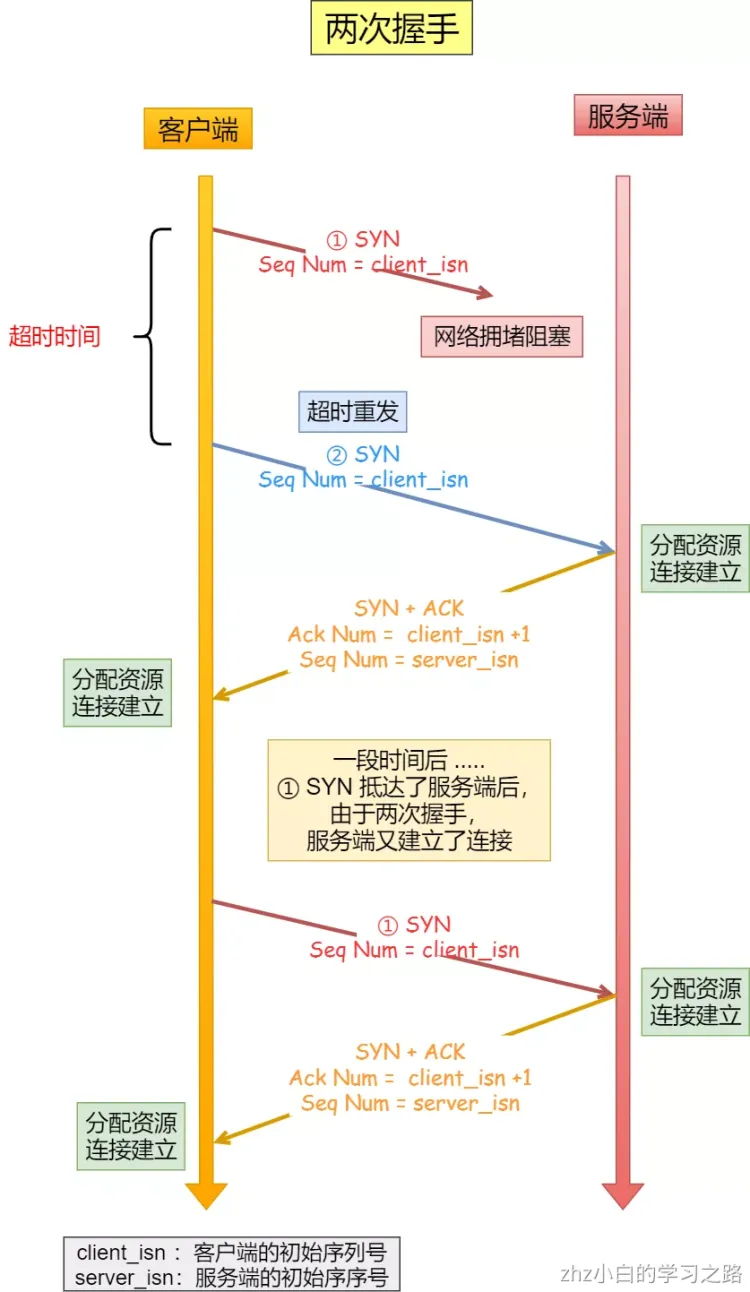 两次握手
客户端
服务端
① SYN
Seq Num = client_isn
超时时间
网络拥堵阻塞
超时重发
② SYN
Seq Num = client_isn
分配资源
连接建立
SYN + ACK
Ack Num = client_isn +1
Seq Num = server_isn
分配资源
连接建立
一段时间后 .....
① SYN 抵达了服务端后，
由于两次握手，
服务端又建立了连接
① SYN
Seq Num = client_isn
分配资源
连接建立
SYN + ACK
Ack Num = client_isn +1
Seq Num = server_isn
分配资源
连接建立
client_isn ：客户端的初始序列号
server_isn：服务端的初始序序号
zhz小白的学习之路